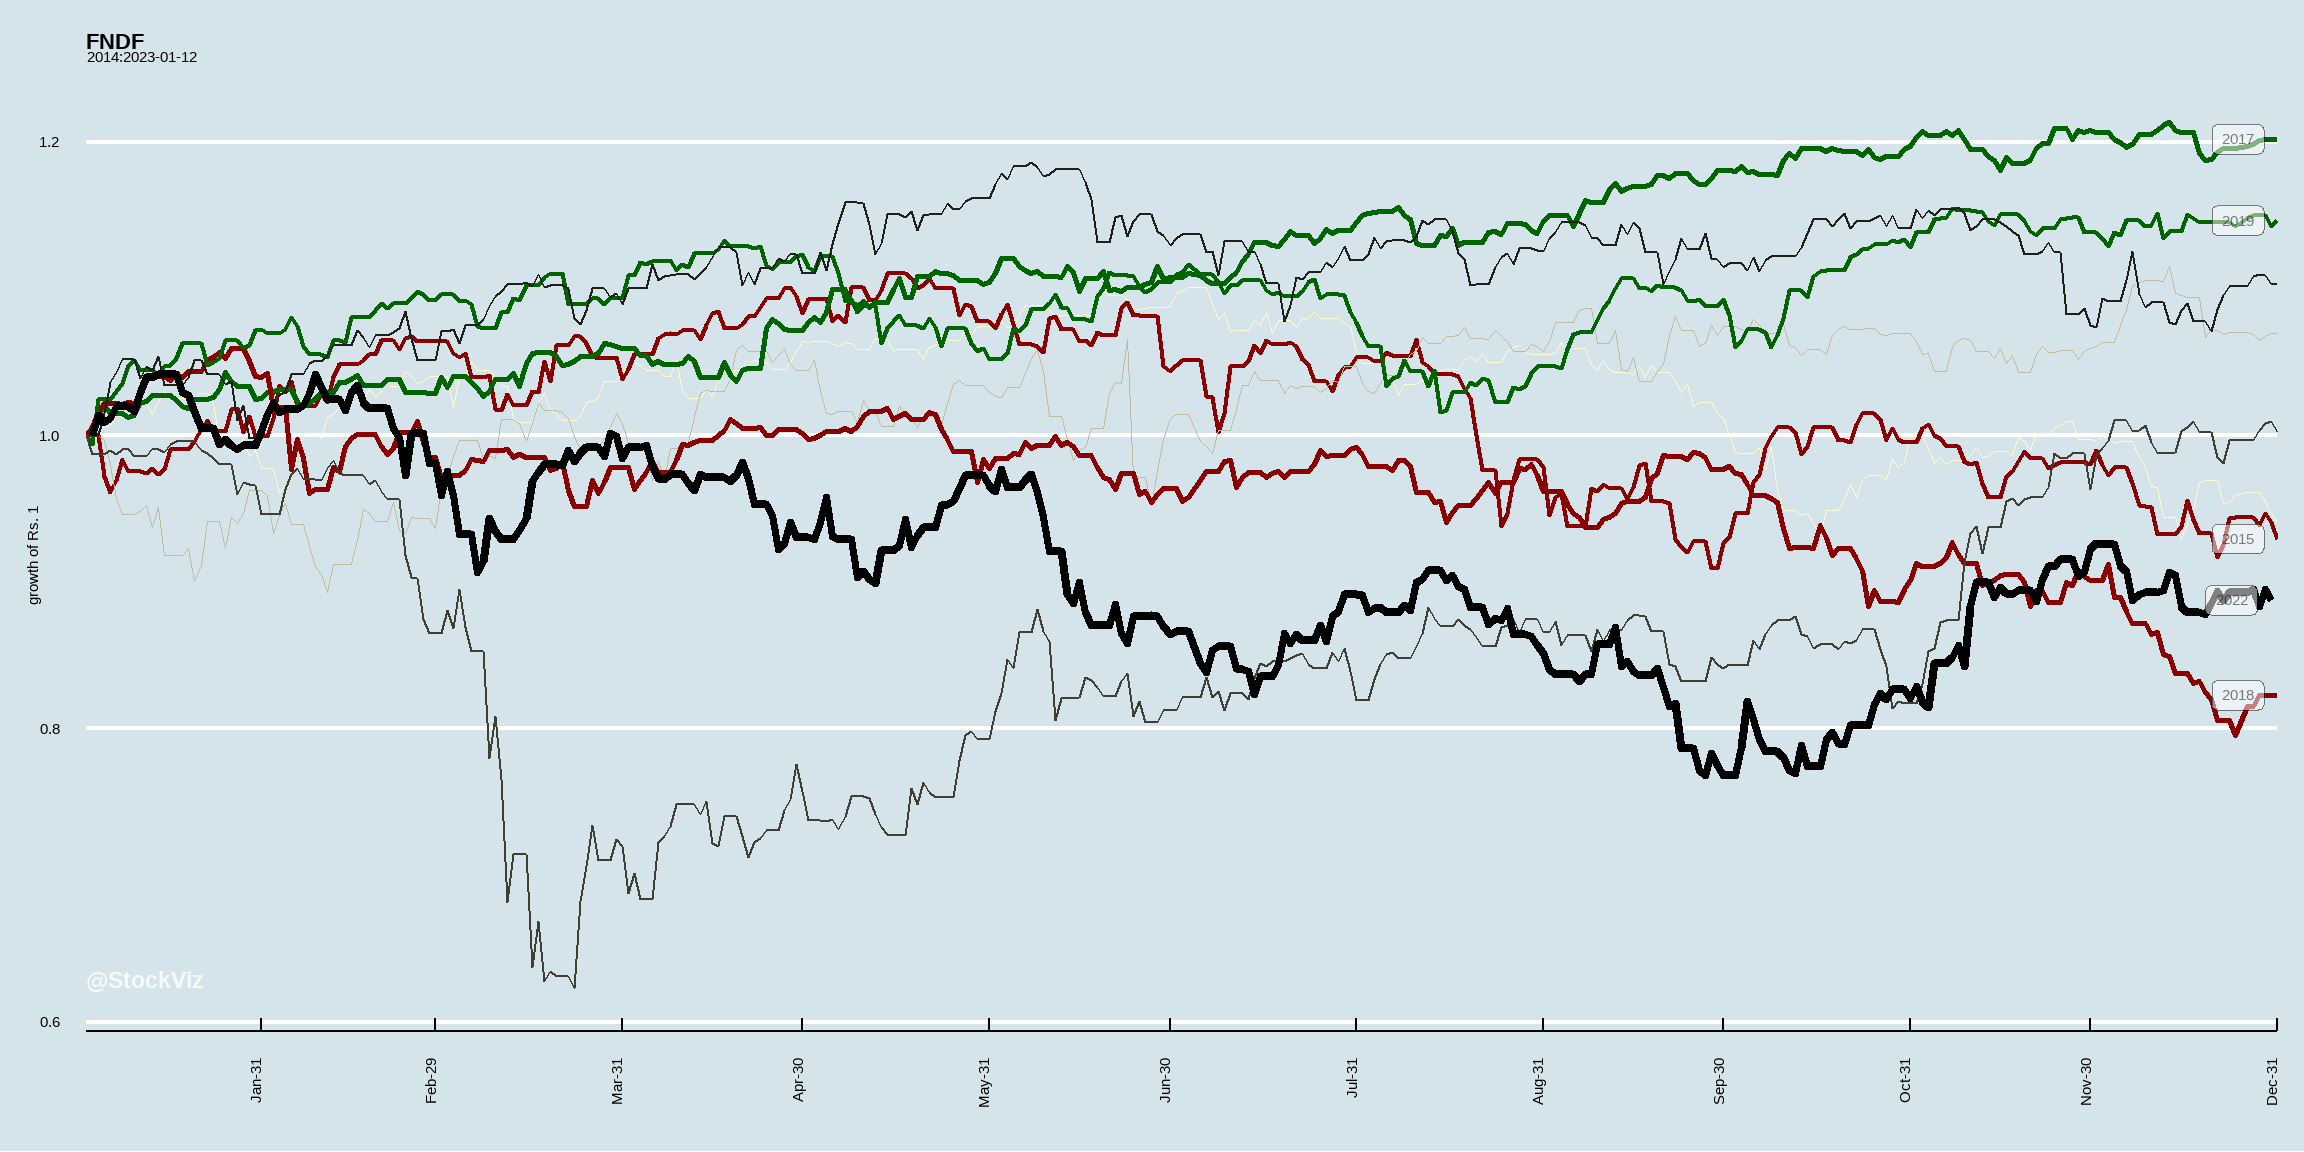 FNDF
2014:2023-01-12
1.2
1.0
0.8
0.6
growth of Rs. 1
2017
2019
2015
2022
2018
@StockViz
Jan-31
Feb-29
Mar-31
Apr-30
May-31
Jun-30
Jul-31
Aug-31
Sep-30
Oct-31
Nov-30
Dec-31